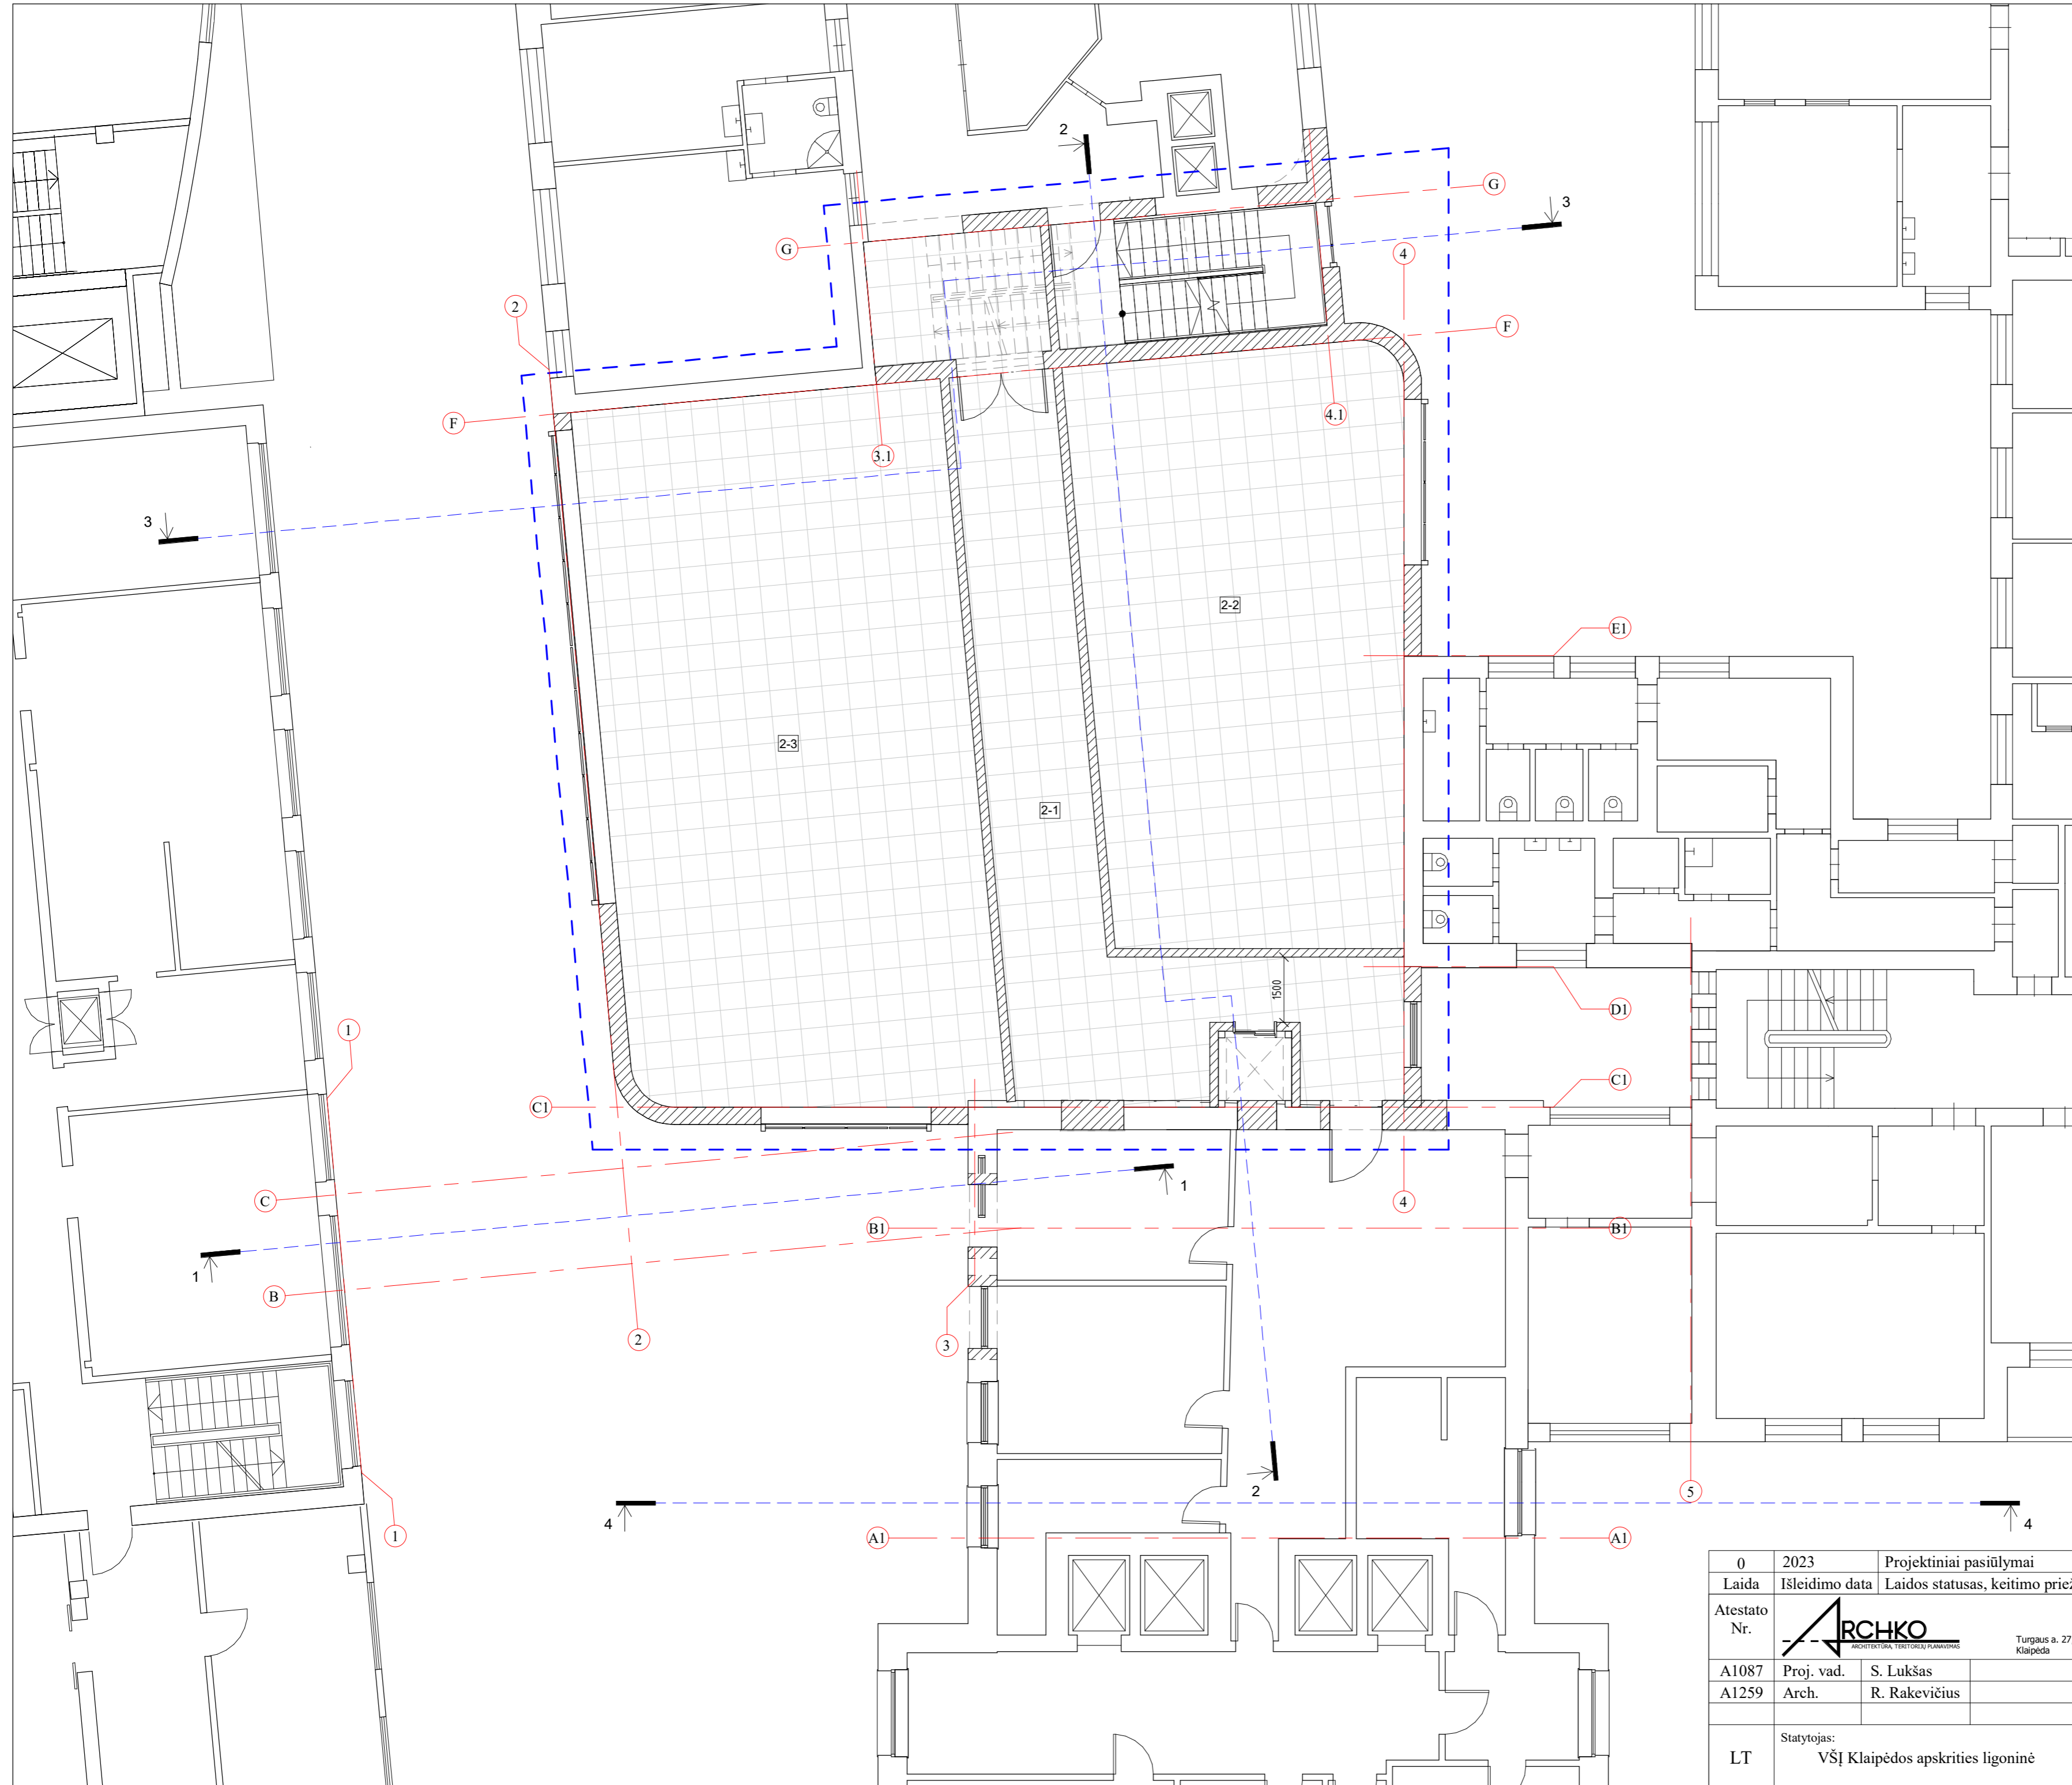 2
G
3
G
4
2
F
F
4.1
3.1
3
2-2
E1
2-3
2-1
1500
D1
1
C1
C1
C
1
4
B1
B1
1
B
2
3
5
2
4
4
1
A1
A1
0 2023 Projektiniai pasiūlymai
Laida Išleidimo data Laidos statusas, keitimo
Atestato
Nr.
ARCHKO
ARCHITEKTŪRA, TERITORIJŲ PLANAVIMAS
Turgaus a. 27
Klaipėda
A1087 Proj. vad. S. Lukšas
A1259 Arch. R. Rakevičius
Statytojas:
LT VŠĮ Klaipėdos apskrities ligoninė